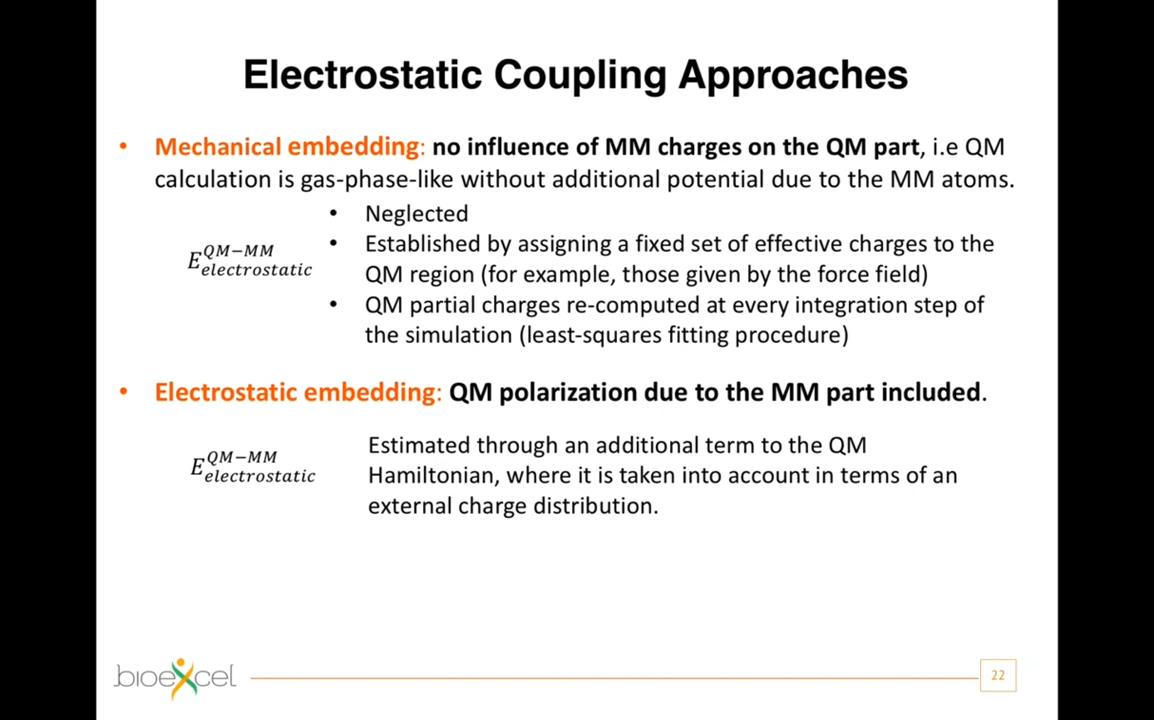 Electrostatic Coupling Approaches
• Mechanical embedding: no influence of MM charges on the QM part, i.e QM
calculation is gas-phase-like without additional potential due to the MM atoms.
• Neglected
• Established by assigning a fixed set of effective charges to the
QM region (for example, those given by the force field)
• QM partial charges re-computed at every integration step of
the simulation (least-squares fitting procedure)
E^{QM−MM}_{electrostatic}
• Electrostatic embedding: QM polarization due to the MM part included.
E^{QM−MM}_{electrostatic}
Estimated through an additional term to the QM
Hamiltonian, where it is taken into account in terms of an
external charge distribution.
bioexcel
22